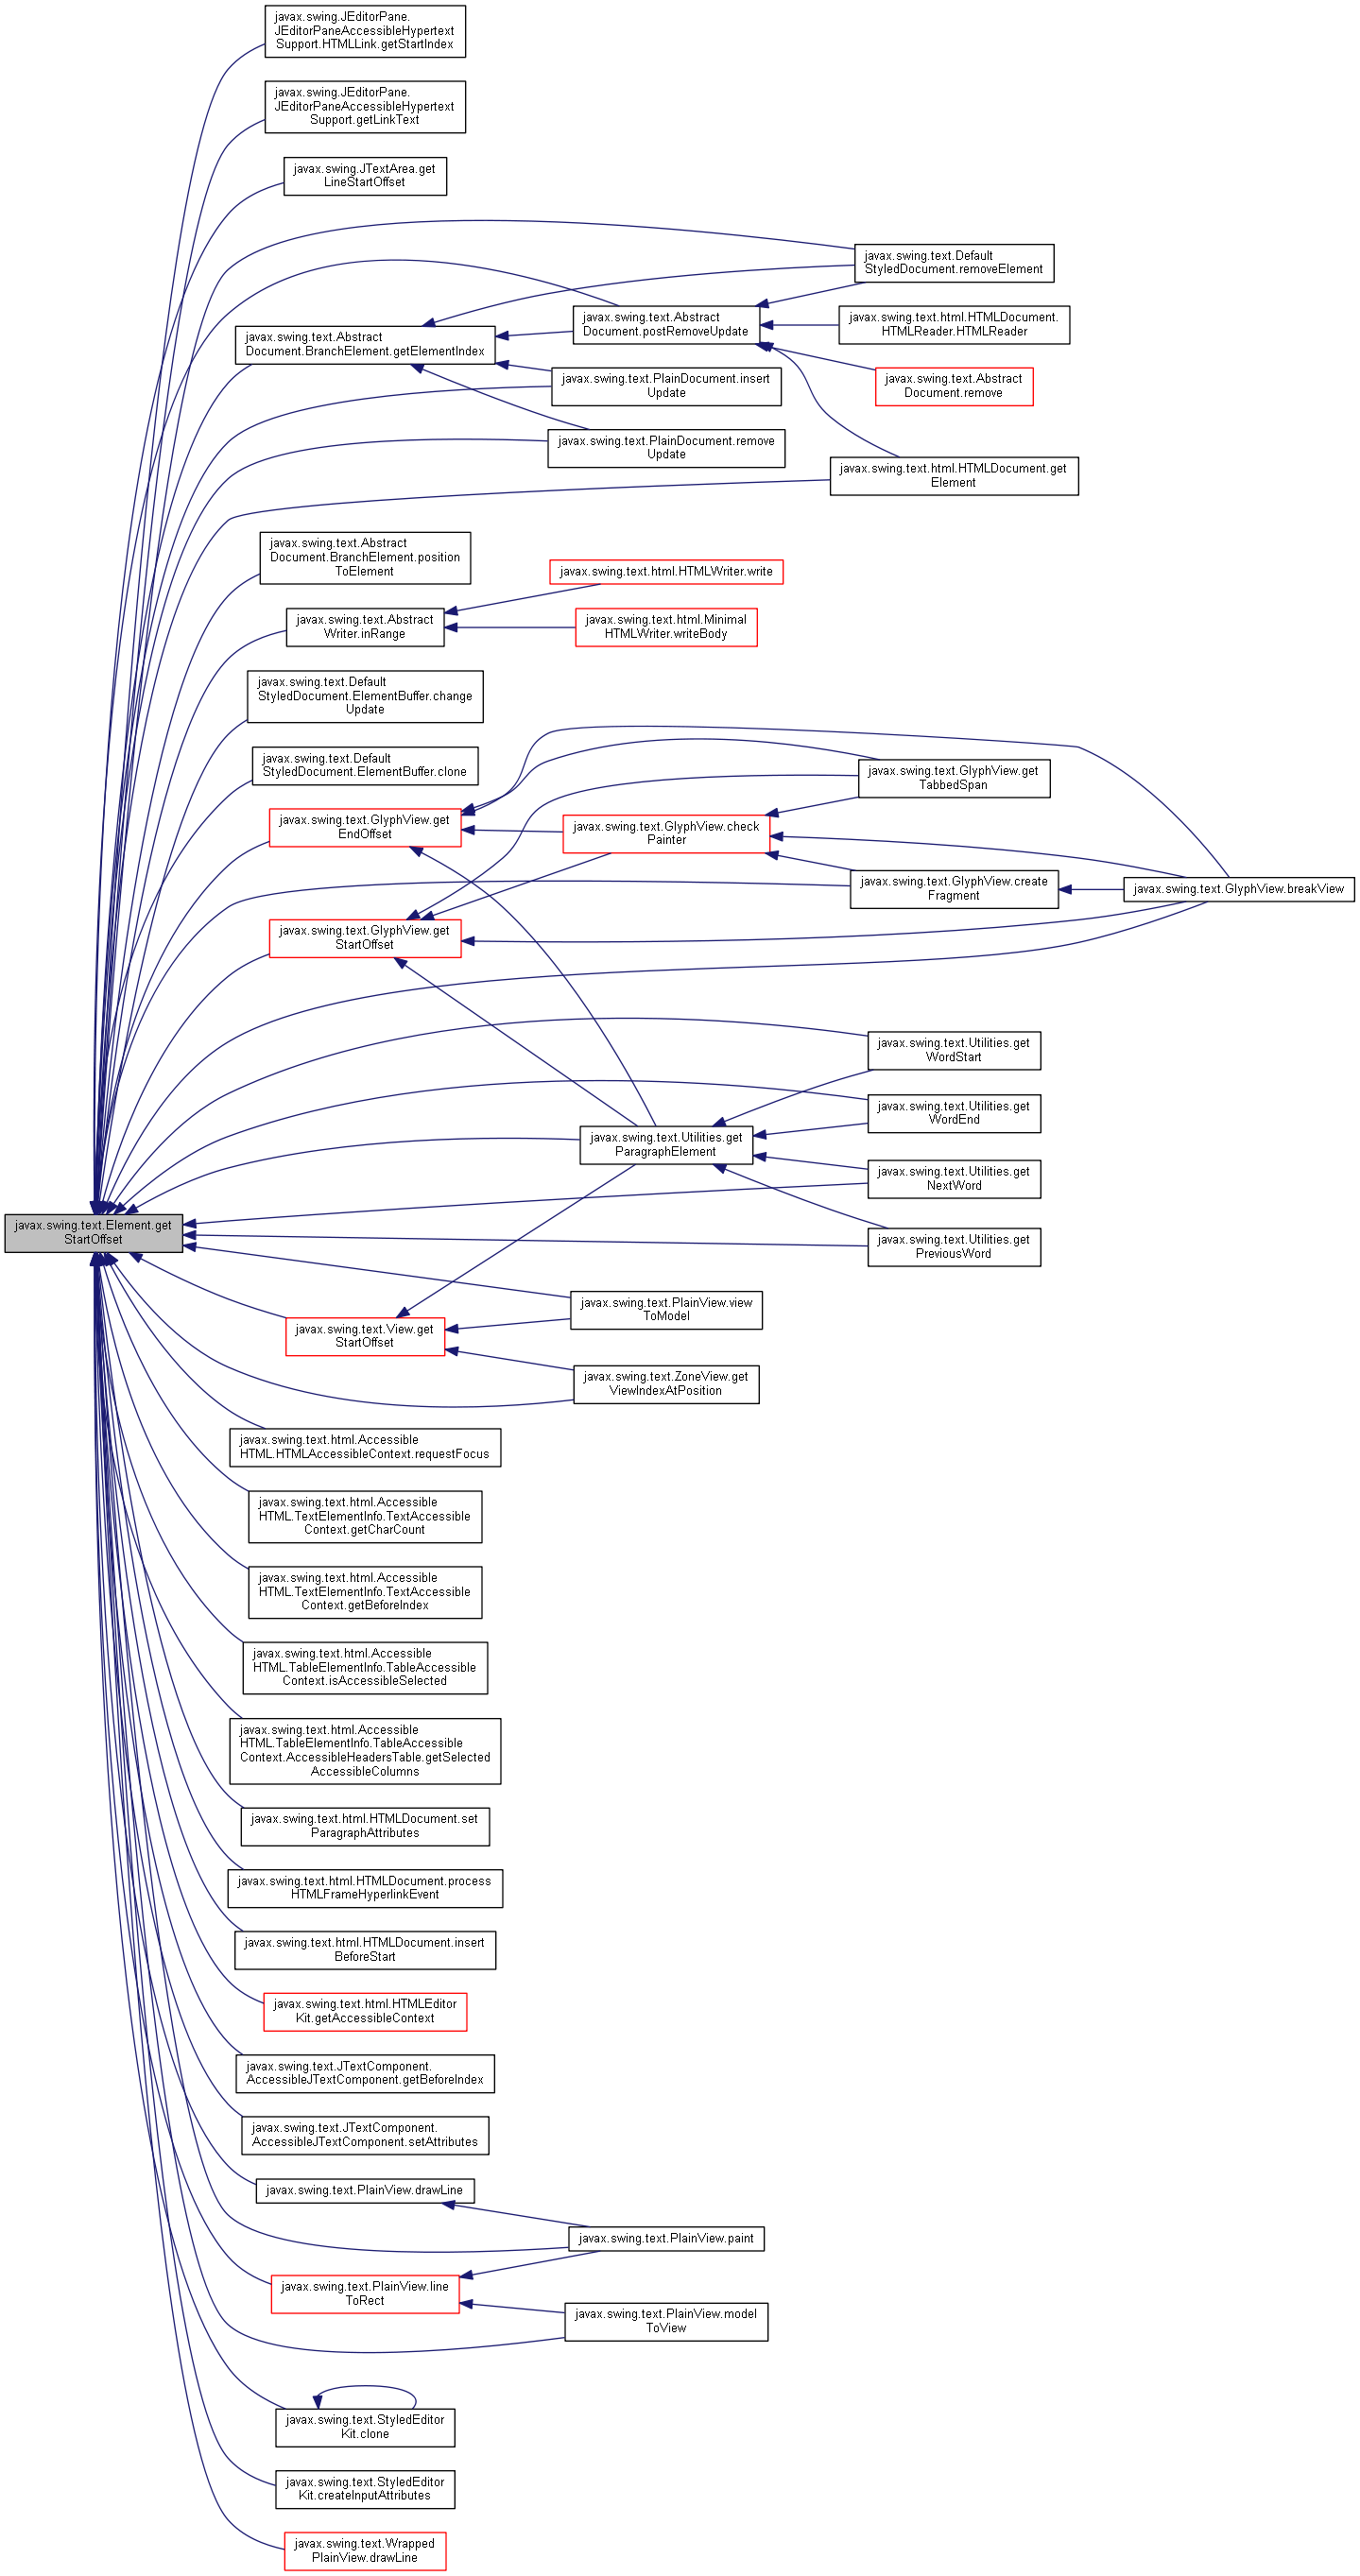 javax.swing.JEditorPane.
JEditorPaneAccessibleHypertext
Support.HTMLLink.getStartIndex
javax.swing.JEditorPane.
JEditorPaneAccessibleHypertext
Support.getLinkText
javax.swing.JTextArea.get
LineStartOffset
javax.swing.text.Default
StyledDocument.removeElement
javax.swing.text.Abstract
Document.postRemoveUpdate
javax.swing.text.html.HTMLDocument.
HTMLReader.HTMLReader
javax.swing.text.Abstract
Document.BranchElement.getElementIndex
javax.swing.text.PlainDocument.insert
Update
javax.swing.text.Abstract
Document.remove
javax.swing.text.PlainDocument.remove
Update
javax.swing.text.html.HTMLDocument.get
Element
javax.swing.text.Abstract
Document.BranchElement.position
ToElement
javax.swing.text.html.HTMLWriter.write
javax.swing.text.Abstract
Writer.inRange
javax.swing.text.html.Minimal
HTMLWriter.writeBody
javax.swing.text.Default
StyledDocument.ElementBuffer.change
Update
javax.swing.text.Default
StyledDocument.ElementBuffer.clone
javax.swing.text.GlyphView.get
TabbedSpan
javax.swing.text.GlyphView.get
EndOffset
javax.swing.text.GlyphView.check
Painter
javax.swing.text.GlyphView.create
Fragment
javax.swing.text.GlyphView.breakView
javax.swing.text.GlyphView.get
StartOffset
javax.swing.text.Utilities.get
WordStart
javax.swing.text.Utilities.get
WordEnd
javax.swing.text.Utilities.get
ParagraphElement
javax.swing.text.Utilities.get
NextWord
javax.swing.text.Element.get
StartOffset
javax.swing.text.Utilities.get
PreviousWord
javax.swing.text.PlainView.view
ToModel
javax.swing.text.View.get
StartOffset
javax.swing.text.ZoneView.get
ViewIndexAtPosition
javax.swing.text.html.Accessible
HTML.HTMLAccessibleContext.requestFocus
javax.swing.text.html.Accessible
HTML.TextElementInfo.TextAccessible
Context.getCharCount
javax.swing.text.html.Accessible
HTML.TextElementInfo.TextAccessible
Context.getBeforeIndex
javax.swing.text.html.Accessible
HTML.TableElementInfo.TableAccessible
Context.isAccessibleSelected
javax.swing.text.html.Accessible
HTML.TableElementInfo.TableAccessible
Context.AccessibleHeadersTable.getSelected
AccessibleColumns
javax.swing.text.html.HTMLDocument.set
ParagraphAttributes
javax.swing.text.html.HTMLDocument.process
HTMLFrameHyperlinkEvent
javax.swing.text.html.HTMLDocument.insert
BeforeStart
javax.swing.text.html.HTMLEditor
Kit.getAccessibleContext
javax.swing.text.JTextComponent.
AccessibleJTextComponent.getBeforeIndex
javax.swing.text.JTextComponent.
AccessibleJTextComponent.setAttributes
javax.swing.text.PlainView.drawLine
javax.swing.text.PlainView.paint
javax.swing.text.PlainView.line
ToRect
javax.swing.text.PlainView.model
ToView
javax.swing.text.StyledEditor
Kit.clone
javax.swing.text.StyledEditor
Kit.createInputAttributes
javax.swing.text.Wrapped
PlainView.drawLine